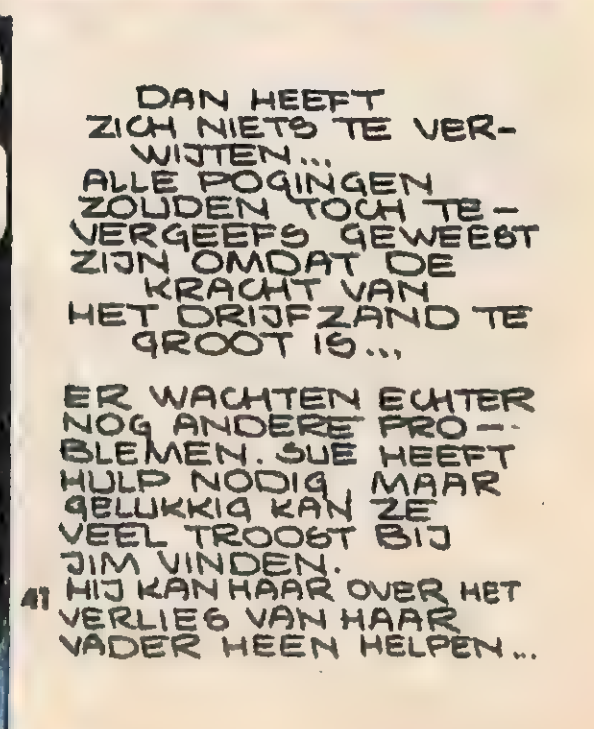 DAN HEEFT
ZICH NIETS TE VER-
WIJTEN...
ALLE POGINGEN
ZOUDEN TOCH TE-
VERGEEFS GEWEEST
ZIJN OMDAT DE
KRACHT VAN
HET DRIJFZAND TE
GROOT IS...
ER WACHTEN ECHTER
NOG ANDERE PRO-
BLEMEN. SUE HEEFT
HULP NODIG, MAAR
GELUKKIG KAN ZE
VEEL TROOST BIJ
JIM VINDEN.
41 HIJ KAN HAAR OVER HET
VERLIES VAN HAAR
VADER HEEN HELPEN...